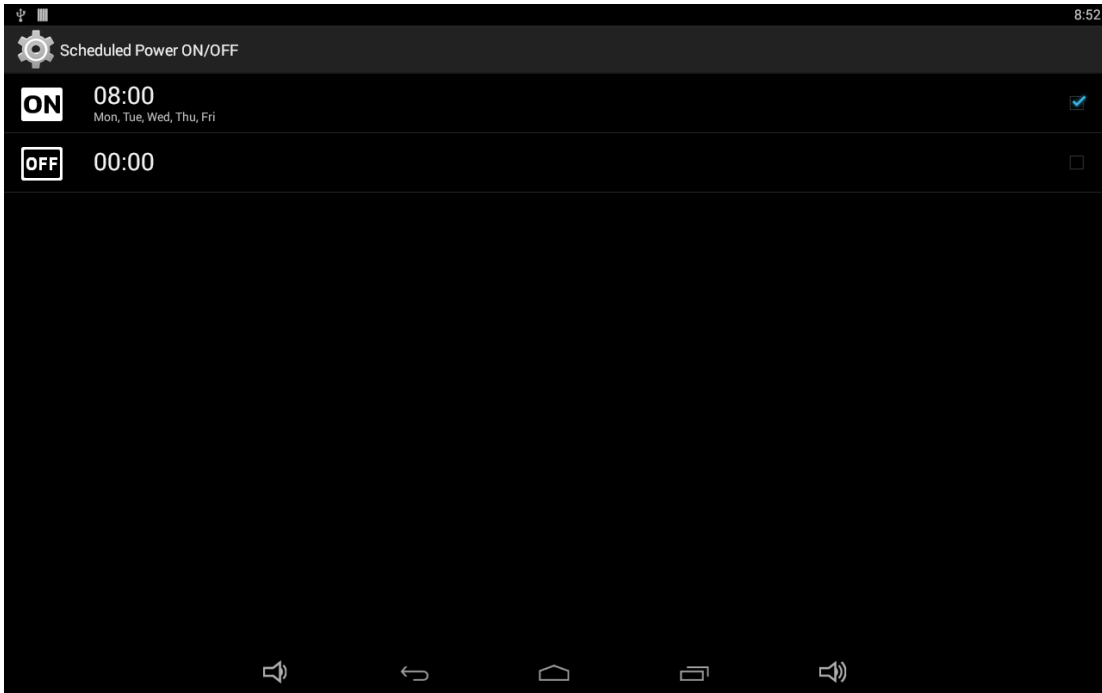 8:52
Scheduled Power ON/OFF
ON
08:00
Mon, Tue, Wed, Thu, Fri
OFF
00:00